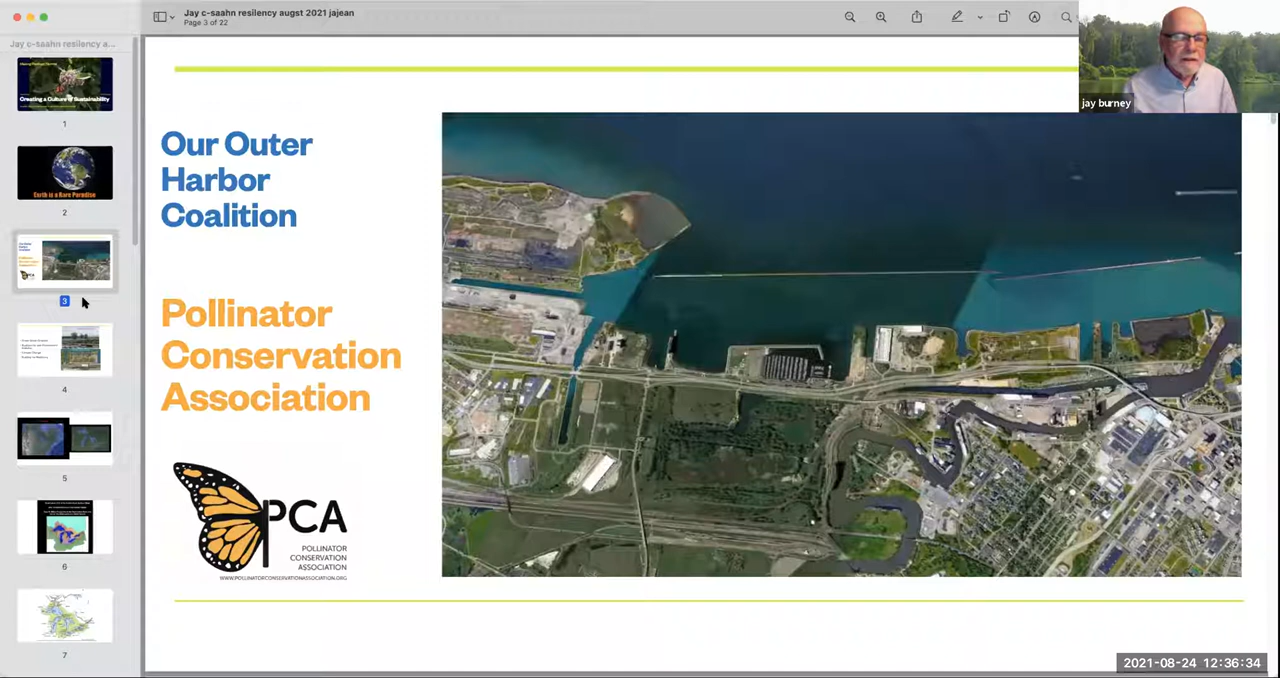 Jay c-saahn resilency augst 2021 jajean
Page 3 of 22
Jay c-saahn resilency a...
Creating a Culture of Sustainability
1
Earth is a Rare Paradise
2
3
4
5
6
7
Our Outer
Harbor
Coalition
Pollinator
Conservation
Association
PCA
POLLINATOR
CONSERVATION
ASSOCIATION
WWW.POLLINATORCONSERVATIONASSOCIATION.ORG
jay burney
2021-08-24 12:36:34